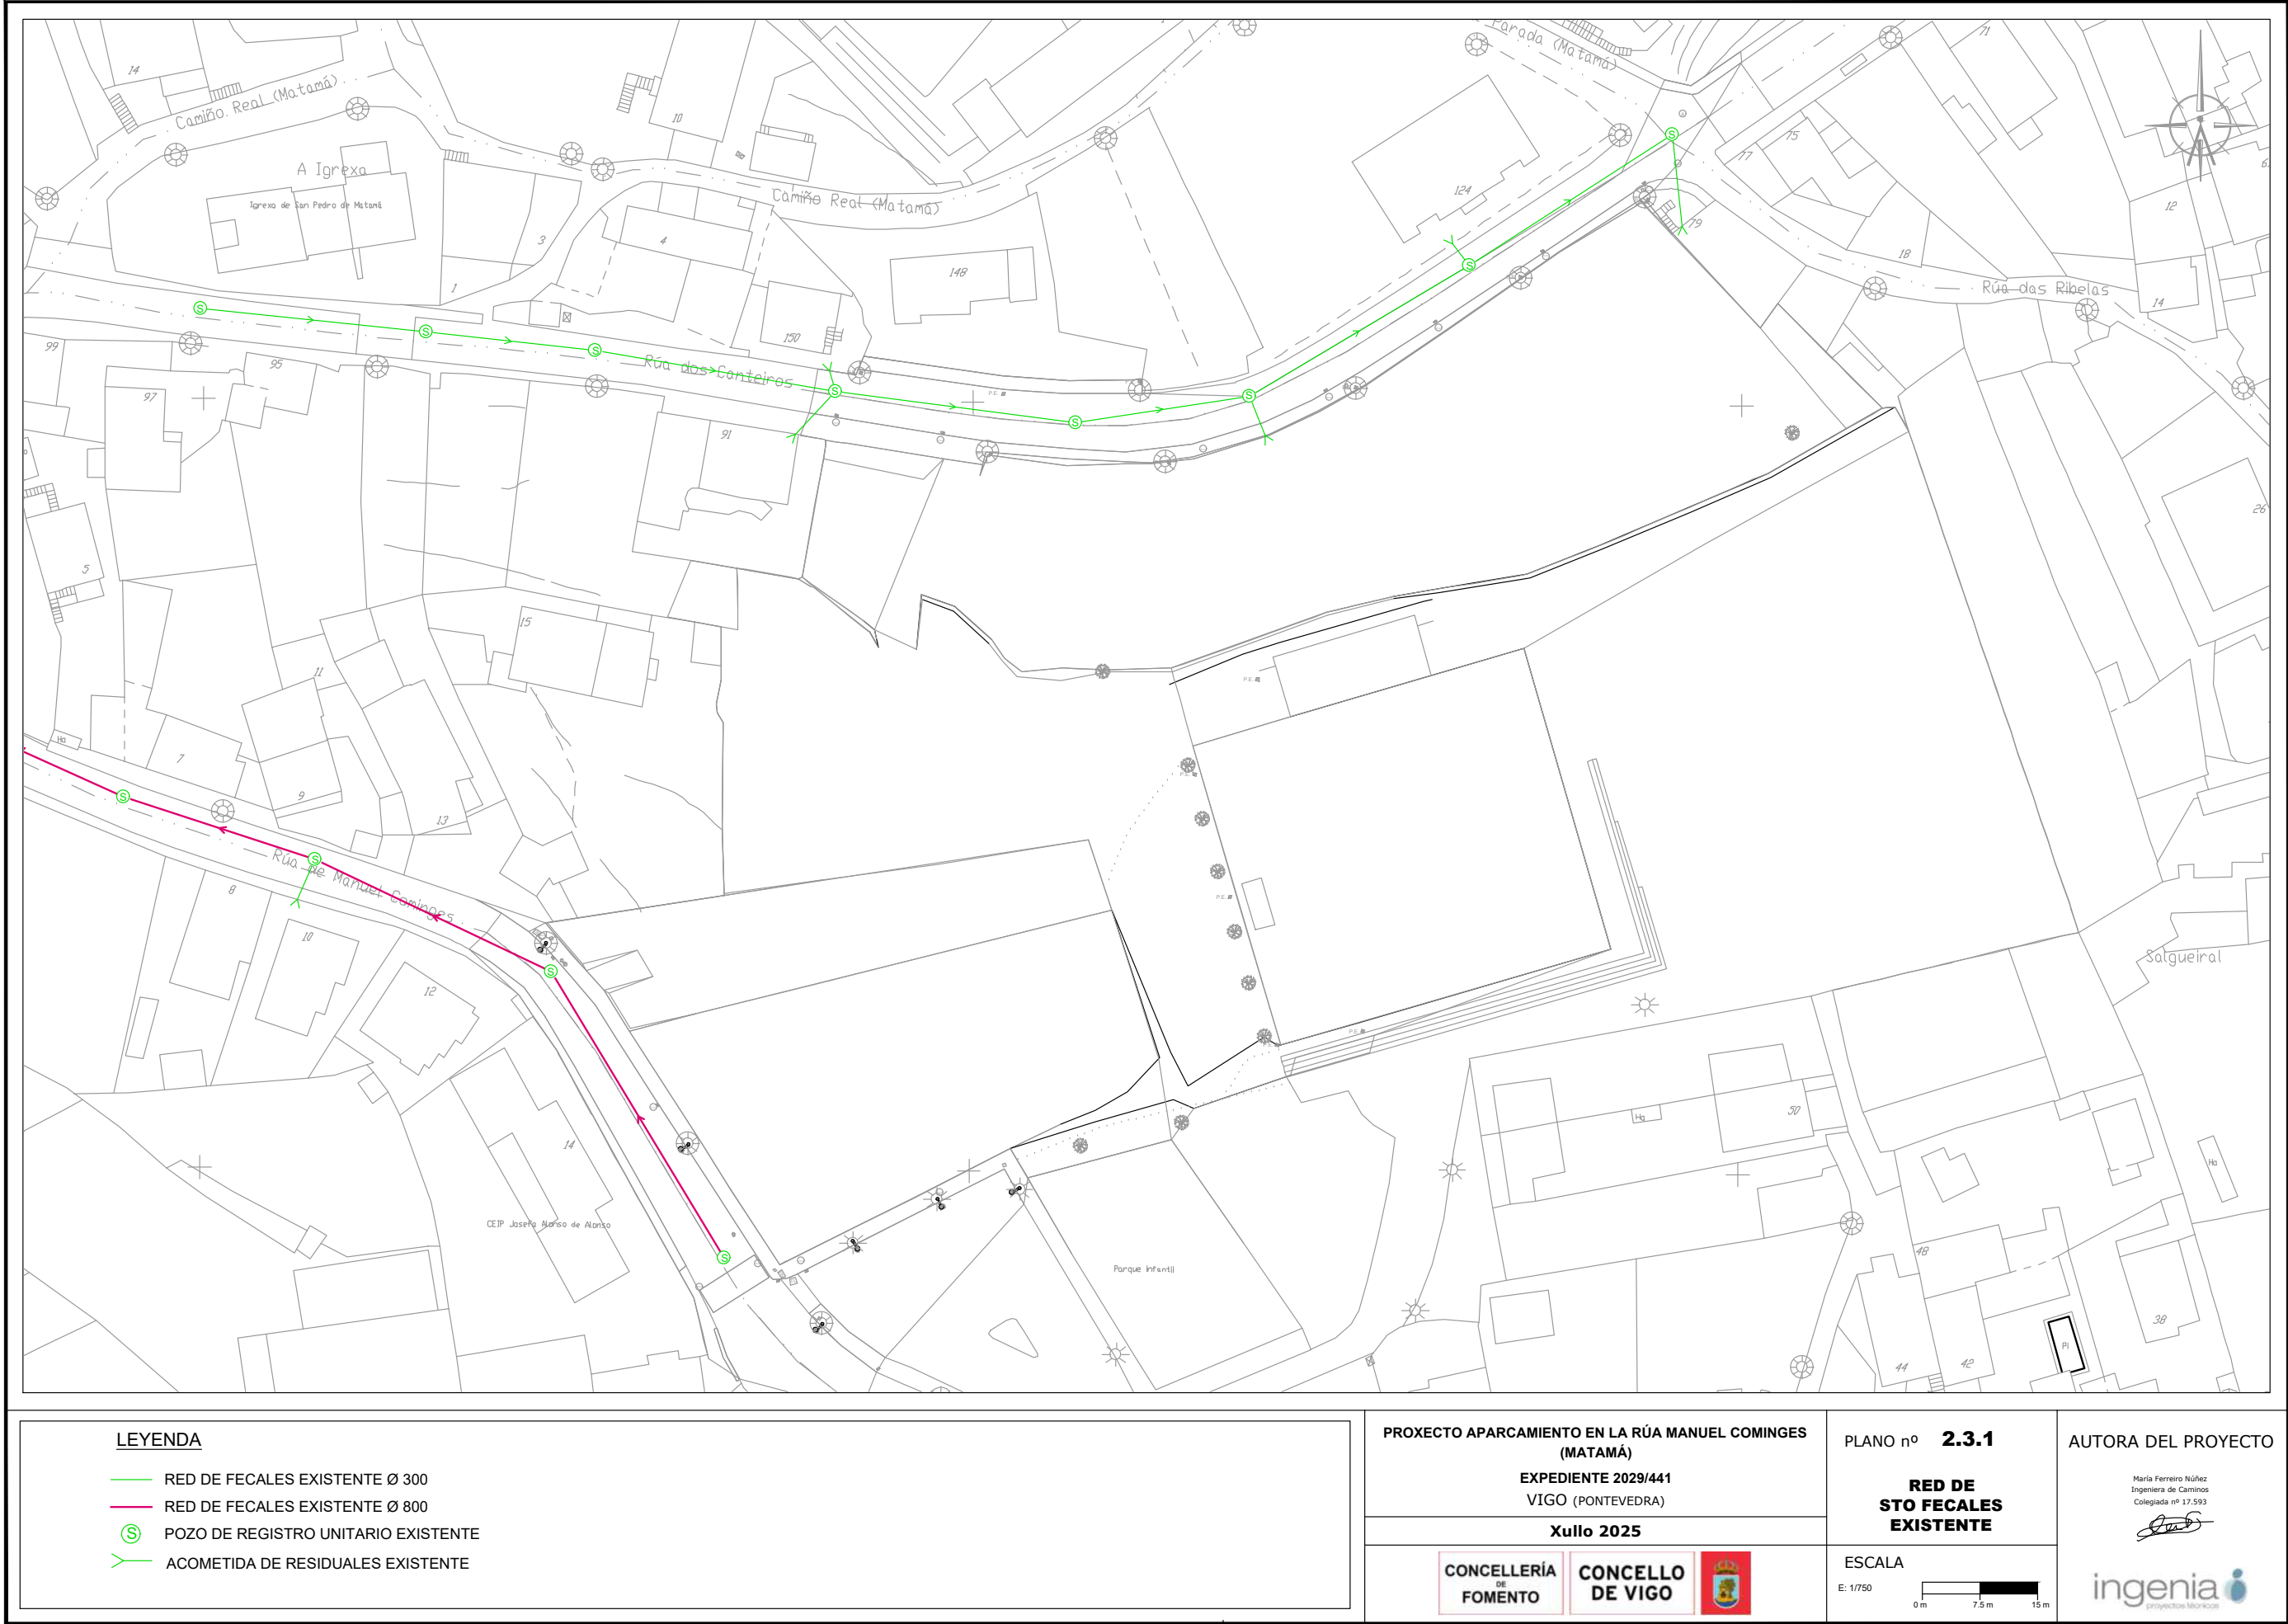 Parada (Matamá)
71
14
Camiño Real (Matamá)
10
75
77
A Igrexa
Igrexa de San Pedro de Matamá
Camiño Real (Matamá)
124
12
3
4
79
18
148
1
Rúa das Ribelas
14
150
99
95
Rúa dos Canteiros
P.E.
97
91
26
5
15
11
P.E.
Ha
7
P.E.
9
13
Rúa de Manuel Cominges
8
P.E.
10
Salgueiral
12
P.E.
P.E.
50
Ha
14
Ha
CEIP Josefa Alonso de Alonso
48
Parque Infantil
38
Pi
44
42
LEYENDA
RED DE FECALES EXISTENTE Ø 300
RED DE FECALES EXISTENTE Ø 800
S POZO DE REGISTRO UNITARIO EXISTENTE
ACOMETIDA DE RESIDUALES EXISTENTE
PROXECTO APARCAMIENTO EN LA RÚA MANUEL COMINGES
(MATAMÁ)
EXPEDIENTE 2029/441
VIGO (PONTEVEDRA)
Xullo 2025
CONCELLERÍA
DE
FOMENTO
CONCELLO
DE VIGO
PLANO nº 2.3.1
RED DE
STO FECALES
EXISTENTE
ESCALA
E: 1/750
0 m 7.5 m 15 m
AUTORA DEL PROYECTO
María Ferreiro Núñez
Ingeniera de Caminos
Colegiada nº 17.593
ingenia
proyectos técnicos